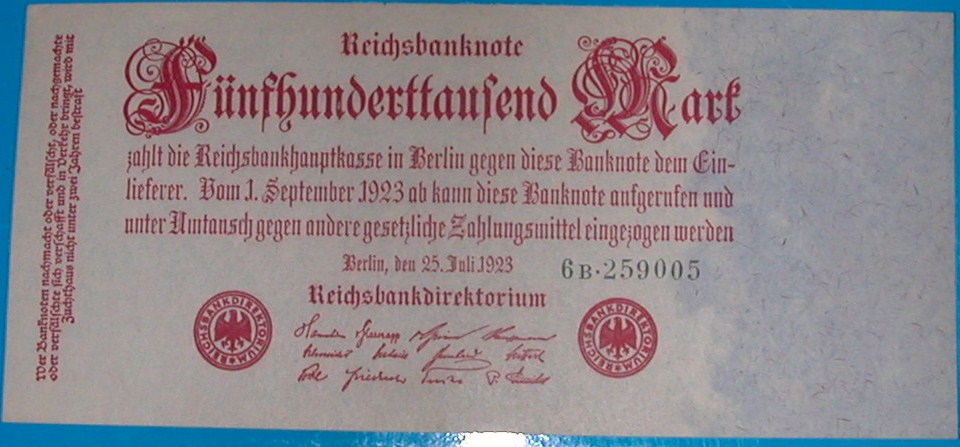 Reichsbanknote
Fünfhunderttausend Mark
zahlt die Reichsbankhauptkasse in Berlin gegen diese Banknote dem Ein-
lieferer. Vom 1. September 1923 ab kann diese Banknote aufgerufen und
unter Umtausch gegen andere gesetzliche Zahlungsmittel eingezogen werden
Berlin, den 25. Juli 1923
6B·259005
Reichsbankdirektorium
REICHSBANKDIREKTORIUM
REICHSBANKDIREKTORIUM
Wer Banknoten nachmacht oder verfälscht, oder nachgemachte
oder verfälschte sich verschafft und in Verkehr bringt, wird mit
Zuchthaus nicht unter zwei Jahren bestraft